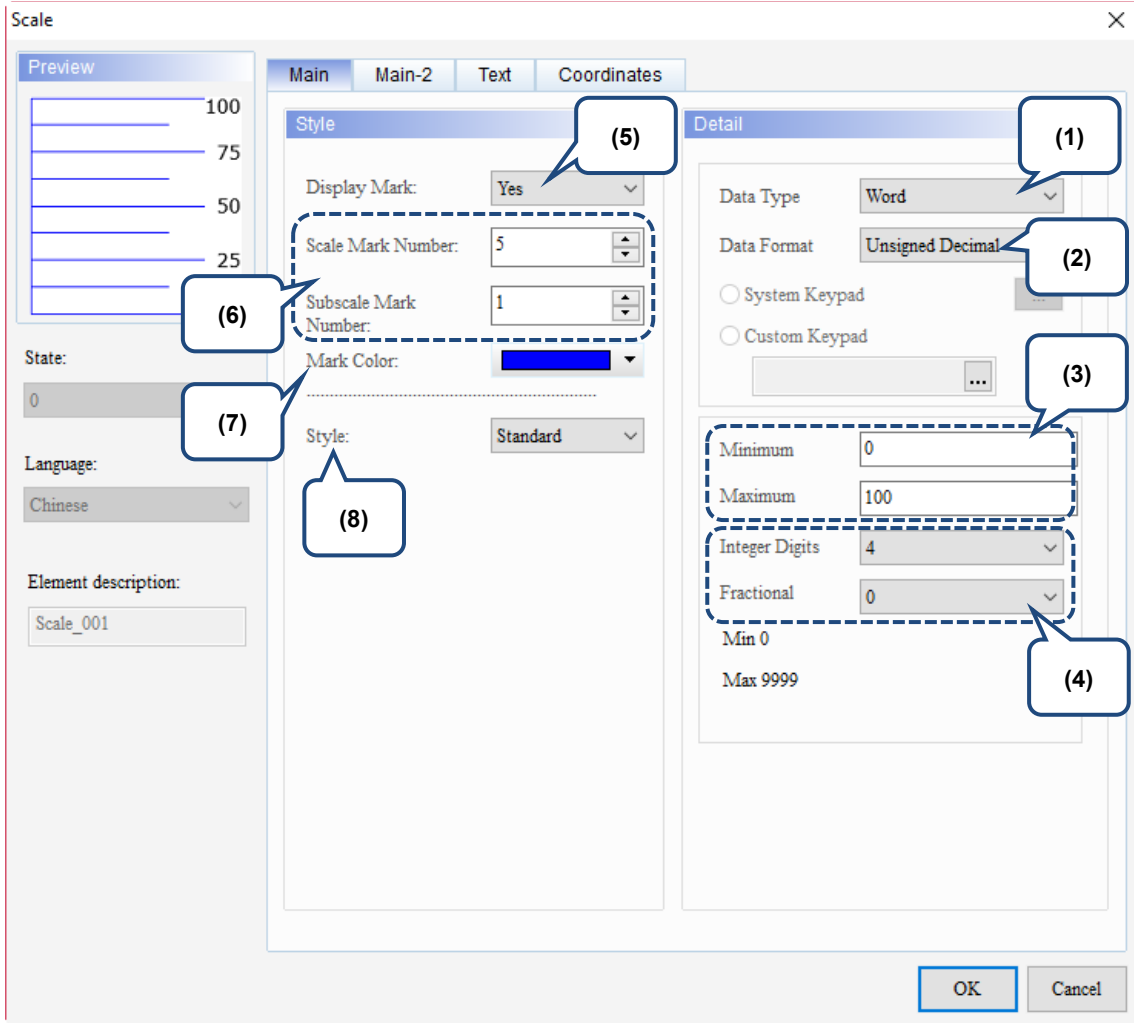 Scale
Preview
100
75
50
25
State:
0
Language:
Chinese
Element description:
Scale_001
Main
Main-2
Text
Coordinates
Style
(5)
Display Mark:
Yes
Scale Mark Number:
5
Subscale Mark
Number:
1
(6)
Mark Color:
(7)
Style:
Standard
(8)
Detail
(1)
Data Type
Word
Data Format
Unsigned Decimal
(2)
System Keypad
...
Custom Keypad
...
(3)
Minimum
0
Maximum
100
Integer Digits
4
Fractional
0
Min 0
Max 9999
(4)
OK
Cancel